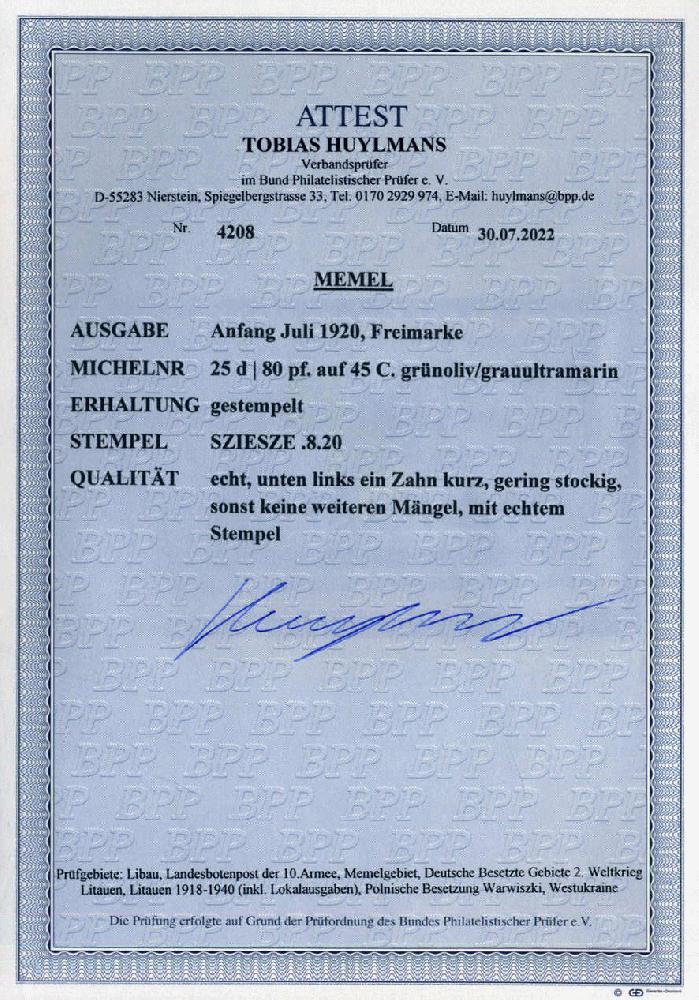 ATTEST
TOBIAS HUYLMANS
Verbandsprüfer
im Bund Philatelistischer Prüfer e. V.
D-55283 Nierstein, Spiegelbergstrasse 33, Tel. 0170 2929 974, E-Mail: huylmans@bpp.de
Nr. 4208 Datum 30.07.2022
MEMEL
AUSGABE Anfang Juli 1920, Freimarke
MICHELNR 25 d | 80 pf. auf 45 C. grünoliv/grauultramarin
ERHALTUNG gestempelt
STEMPEL SZIESZE .8.20
QUALITÄT echt, unten links ein Zahn kurz, gering stockig,
sonst keine weiteren Mängel, mit echtem
Stempel
Prüfgebiete: Libau, Landesbotenpost der 10.Armee, Memelgebiet, Deutsche Besetzte Gebiete 2. Weltkrieg
Litauen, Litauen 1918-1940 (inkl. Lokalausgaben), Polnische Besetzung Warwiszki, Westukraine
Die Prüfung erfolgte auf Grund der Prüfordnung des Bundes Philatelistischer Prüfer e.V.